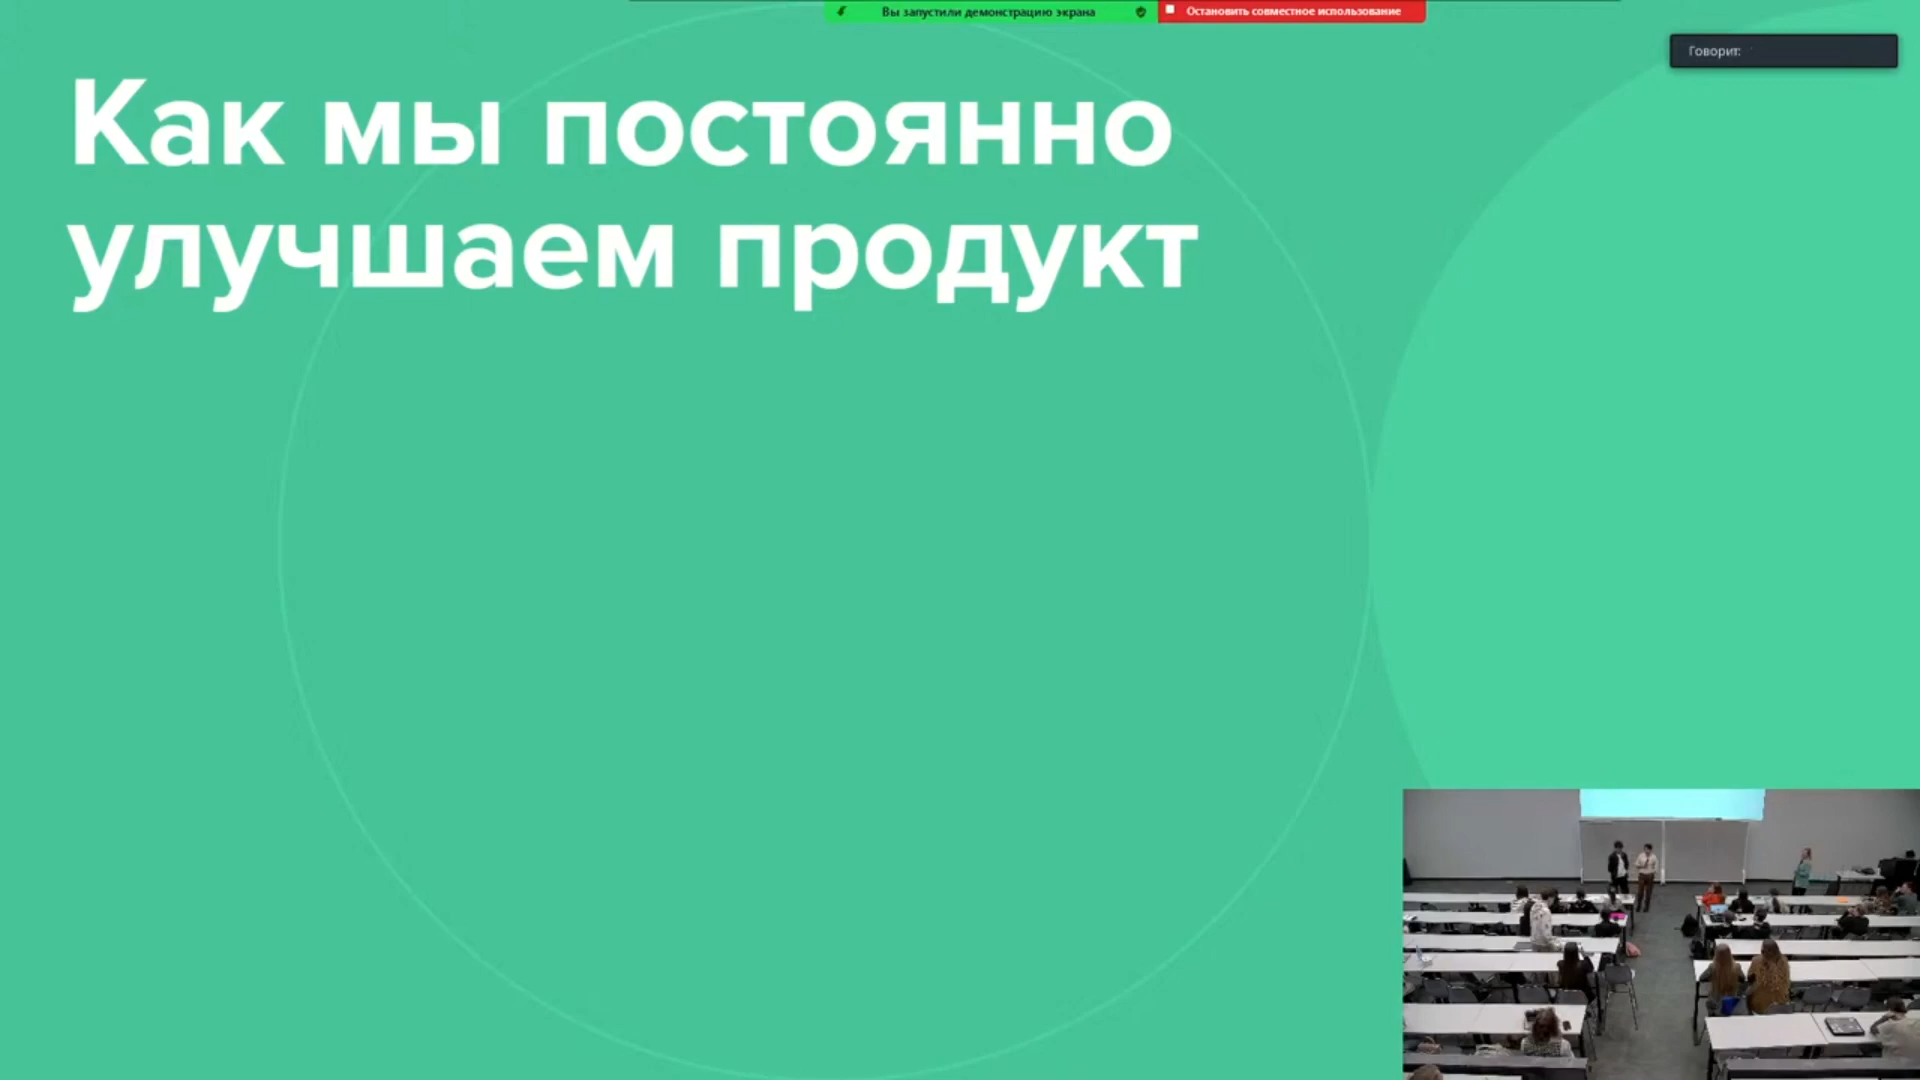 Вы запустили демонстрацию экрана
Остановить совместное использование
Говорит:
Как мы постоянно
улучшаем продукт